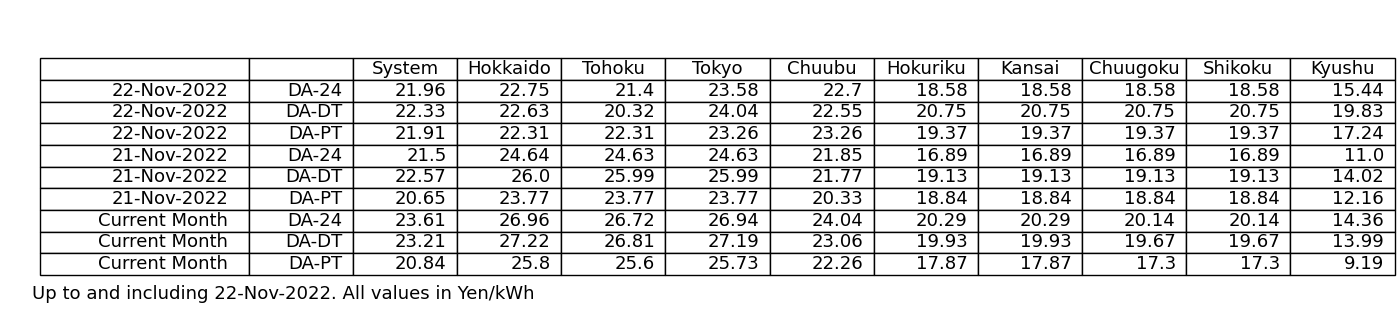 System Hokkaido Tohoku Tokyo Chuubu Hokuriku Kansai Chuugoku Shikoku Kyushu
22-Nov-2022 DA-24 21.96 22.75 21.4 23.58 22.7 18.58 18.58 18.58 18.58 15.44
22-Nov-2022 DA-DT 22.33 22.63 20.32 24.04 22.55 20.75 20.75 20.75 20.75 19.83
22-Nov-2022 DA-PT 21.91 22.31 22.31 23.26 23.26 19.37 19.37 19.37 19.37 17.24
21-Nov-2022 DA-24 21.5 24.64 24.63 24.63 21.85 16.89 16.89 16.89 16.89 11.0
21-Nov-2022 DA-DT 22.57 26.0 25.99 25.99 21.77 19.13 19.13 19.13 19.13 14.02
21-Nov-2022 DA-PT 20.65 23.77 23.77 23.77 20.33 18.84 18.84 18.84 18.84 12.16
Current Month DA-24 23.61 26.96 26.72 26.94 24.04 20.29 20.29 20.14 20.14 14.36
Current Month DA-DT 23.21 27.22 26.81 27.19 23.06 19.93 19.93 19.67 19.67 13.99
Current Month DA-PT 20.84 25.8 25.6 25.73 22.26 17.87 17.87 17.3 17.3 9.19
Up to and including 22-Nov-2022. All values in Yen/kWh